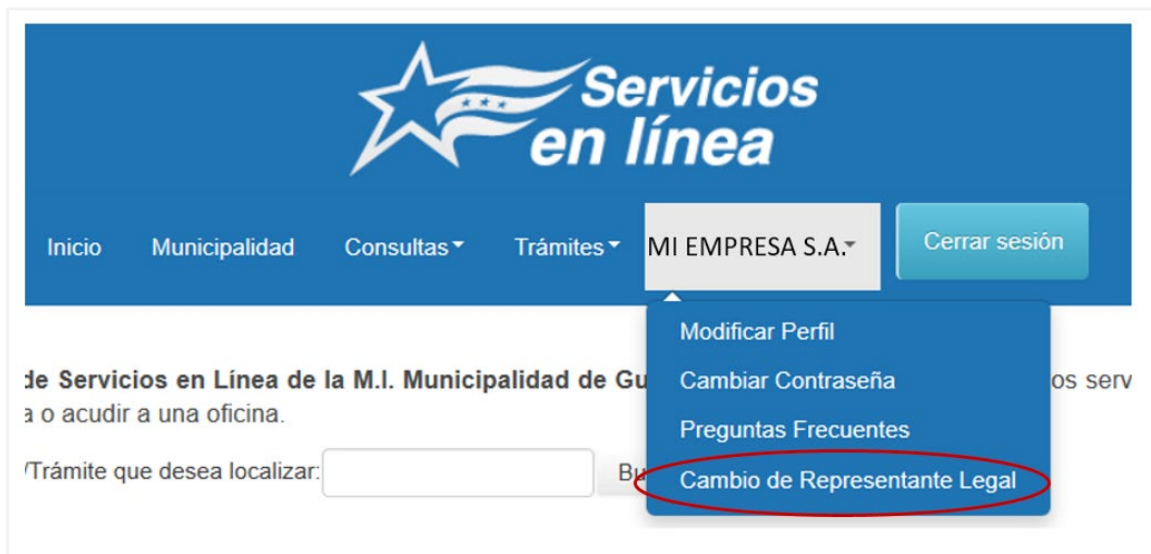 Servicios
en línea
Inicio Municipalidad Consultas Trámites MI EMPRESA S.A. Cerrar sesión
Modificar Perfil
de Servicios en Línea de la M.I. Municipalidad de Gu Cambiar Contraseña os serv
a o acudir a una oficina.
Preguntas Frecuentes
/Trámite que desea localizar: Bu Cambio de Representante Legal